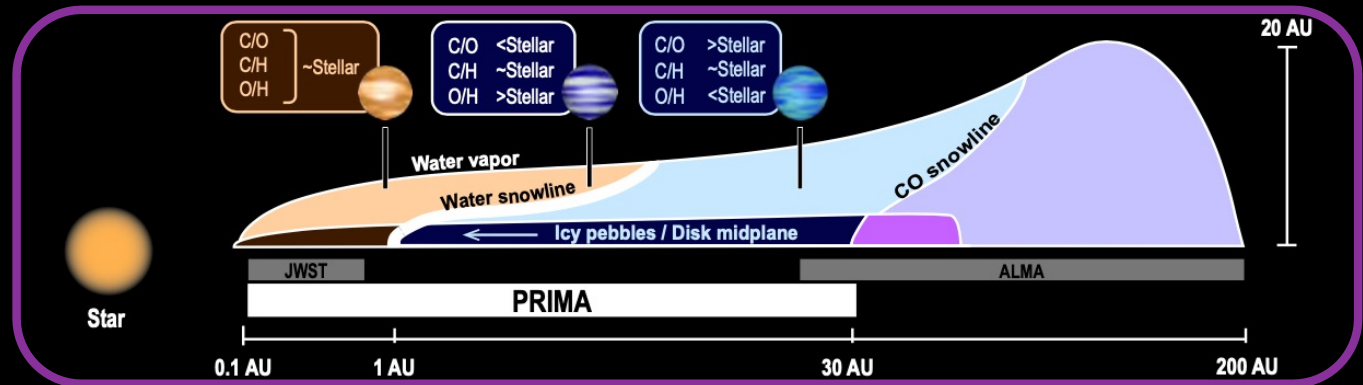 20 AU
C/O
C/H ~Stellar
O/H
C/O <Stellar
C/H ~Stellar
O/H >Stellar
C/O >Stellar
C/H ~Stellar
O/H <Stellar
Water vapor
Water snowline
CO snowline
Icy pebbles / Disk midplane
JWST
ALMA
PRIMA
Star
0.1 AU
1 AU
30 AU
200 AU